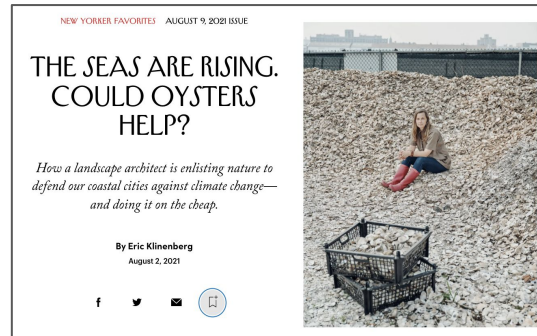 NEW YORKER FAVORITES AUGUST 9, 2021 ISSUE
THE SEAS ARE RISING.
COULD OYSTERS
HELP?
How a landscape architect is enlisting nature to
defend our coastal cities against climate change—
and doing it on the cheap.
By Eric Klinenberg
August 2, 2021